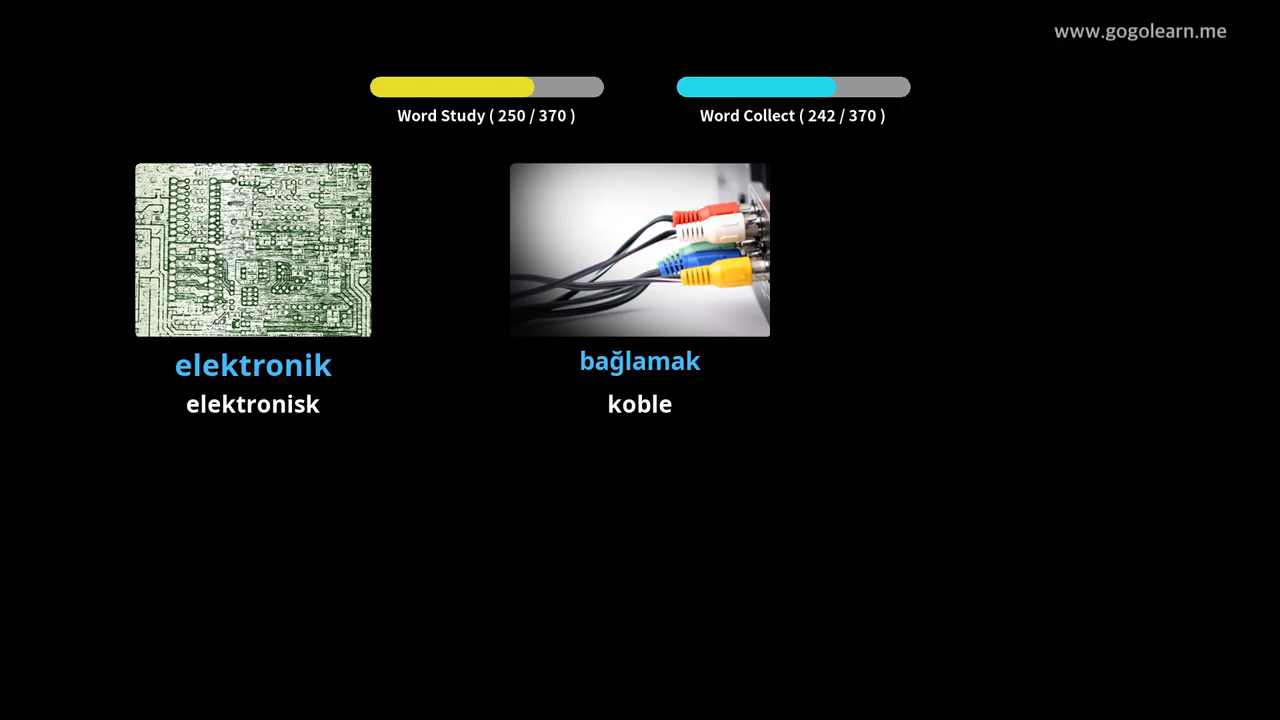 www.gogolearn.me
Word Study ( 250 / 370 )
Word Collect ( 242 / 370 )
elektronik
elektronisk
bağlamak
koble